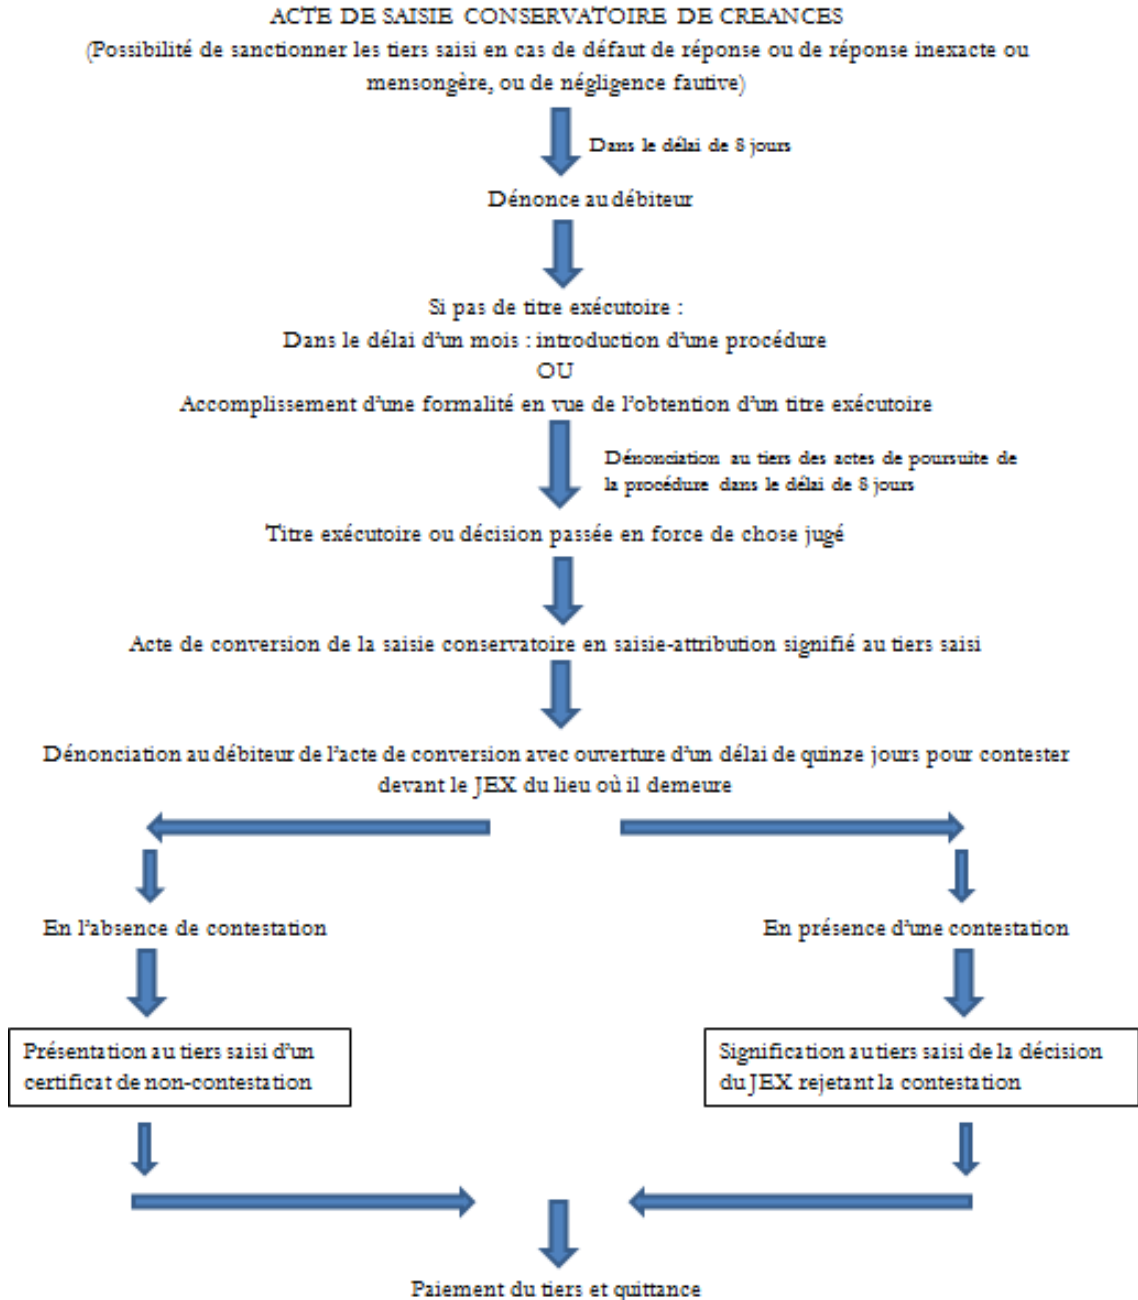 ACTE DE SAISIE CONSERVATOIRE DE CREANCES
(Possibilité de sanctionner les tiers saisi en cas de défaut de réponse ou de réponse inexacte ou
mensongère, ou de négligence fautive)
Dans le délai de 8 jours
Dénonce au débiteur
Si pas de titre exécutoire :
Dans le délai d'un mois : introduction d'une procédure
OU
Accomplissement d'une formalité en vue de l'obtention d'un titre exécutoire
Dénonciation au tiers des actes de poursuite de
la procédure dans le délai de 8 jours
Titre exécutoire ou décision passée en force de chose jugé
Acte de conversion de la saisie conservatoire en saisie-attribution signifié au tiers saisi
Dénonciation au débiteur de l'acte de conversion avec ouverture d'un délai de quinze jours pour contester
devant le JEX du lieu où il demeure
En l'absence de contestation
En présence d'une contestation
Présentation au tiers saisi d'un
certificat de non-contestation
Signification au tiers saisi de la décision
du JEX rejetant la contestation
Paiement du tiers et quittance